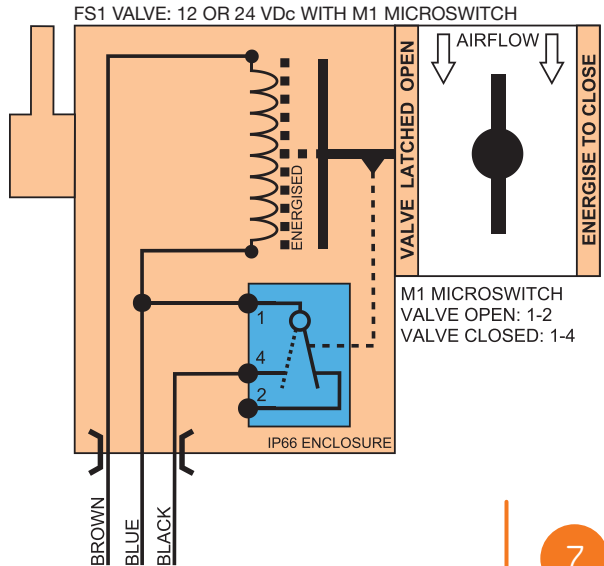 FS1 VALVE: 12 OR 24 VDc WITH M1 MICROSWITCH
AIRFLOW
VALVE LATCHED OPEN
ENERGISE TO CLOSE
ENERGISED
M1 MICROSWITCH
VALVE OPEN: 1-2
VALVE CLOSED: 1-4
1
4
2
IP66 ENCLOSURE
BROWN
BLUE
BLACK
7